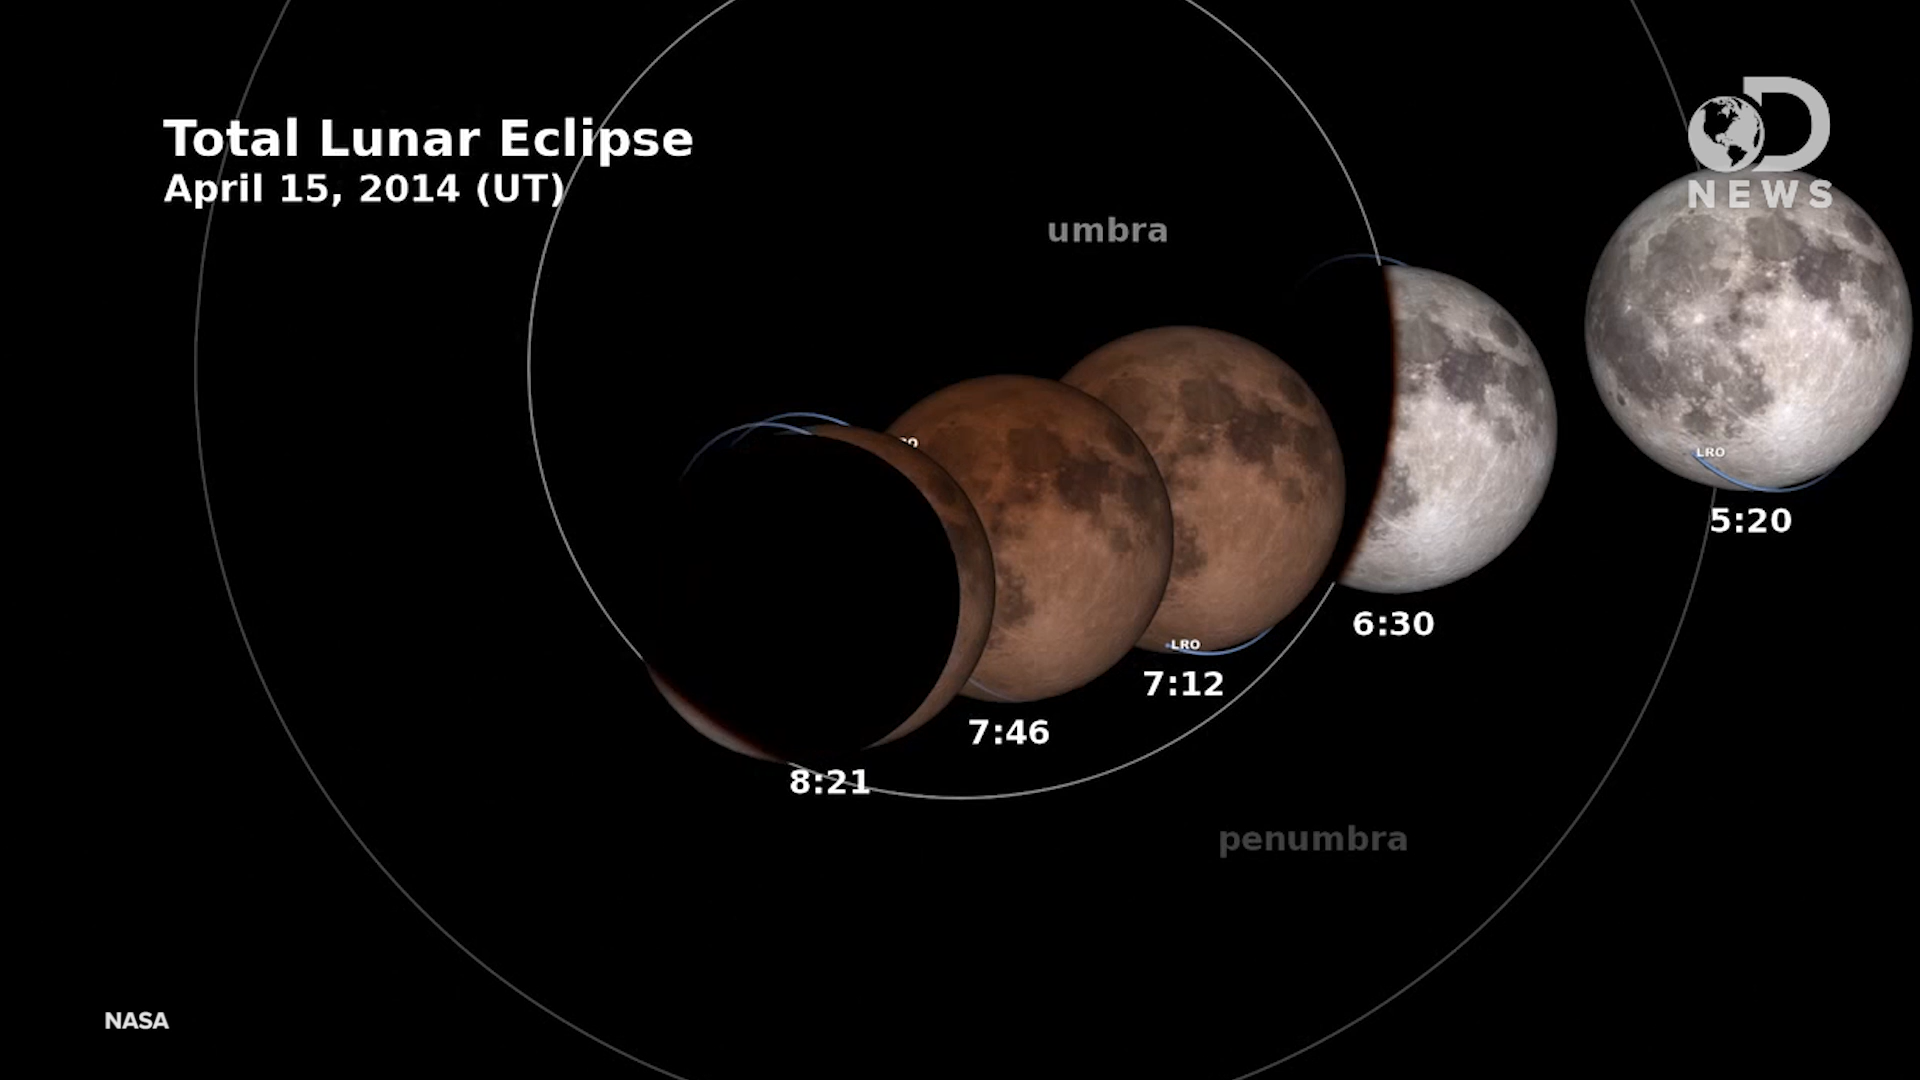 Total Lunar Eclipse
April 15, 2014 (UT)
NEWS
umbra
LRO
5:20
6:30
LRO
7:12
7:46
8:21
penumbra
NASA